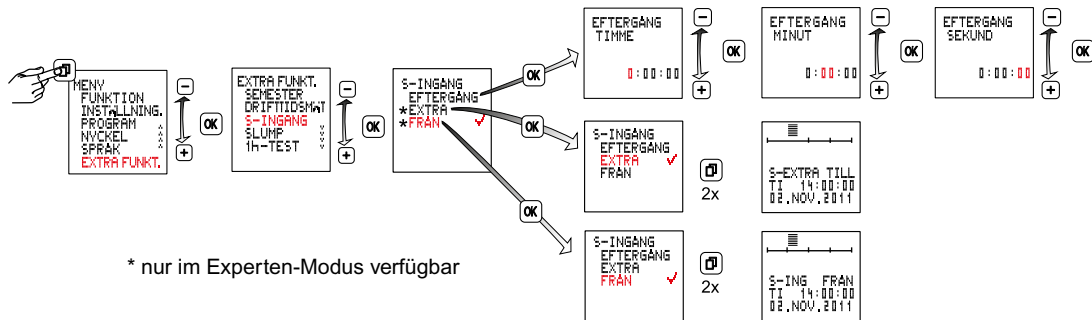 MENY
FUNKTION
INSTÄLLNING.
PROGRAM
NYCKEL
SPRÅK
EXTRA FUNKT.
OK
EXTRA FUNKT.
SEMESTER
DRIFTTIDSMÄT
S-INGÅNG
SLUMP
1h-TEST
OK
S-INGÅNG
EFTERGÅNG
*EXTRA
*FRÅN
OK
OK
OK
EFTERGÅNG
TIMME
0:00:00
OK
EFTERGÅNG
MINUT
0:00:00
OK
EFTERGÅNG
SEKUND
0:00:00
OK
S-INGÅNG
EFTERGÅNG
EXTRA
FRÅN
2x
S-EXTRA TILL
TI 14:00:00
02.NOV.2011
S-INGÅNG
EFTERGÅNG
EXTRA
FRÅN
2x
S-ING FRÅN
TI 14:00:00
02.NOV.2011
* nur im Experten-Modus verfügbar